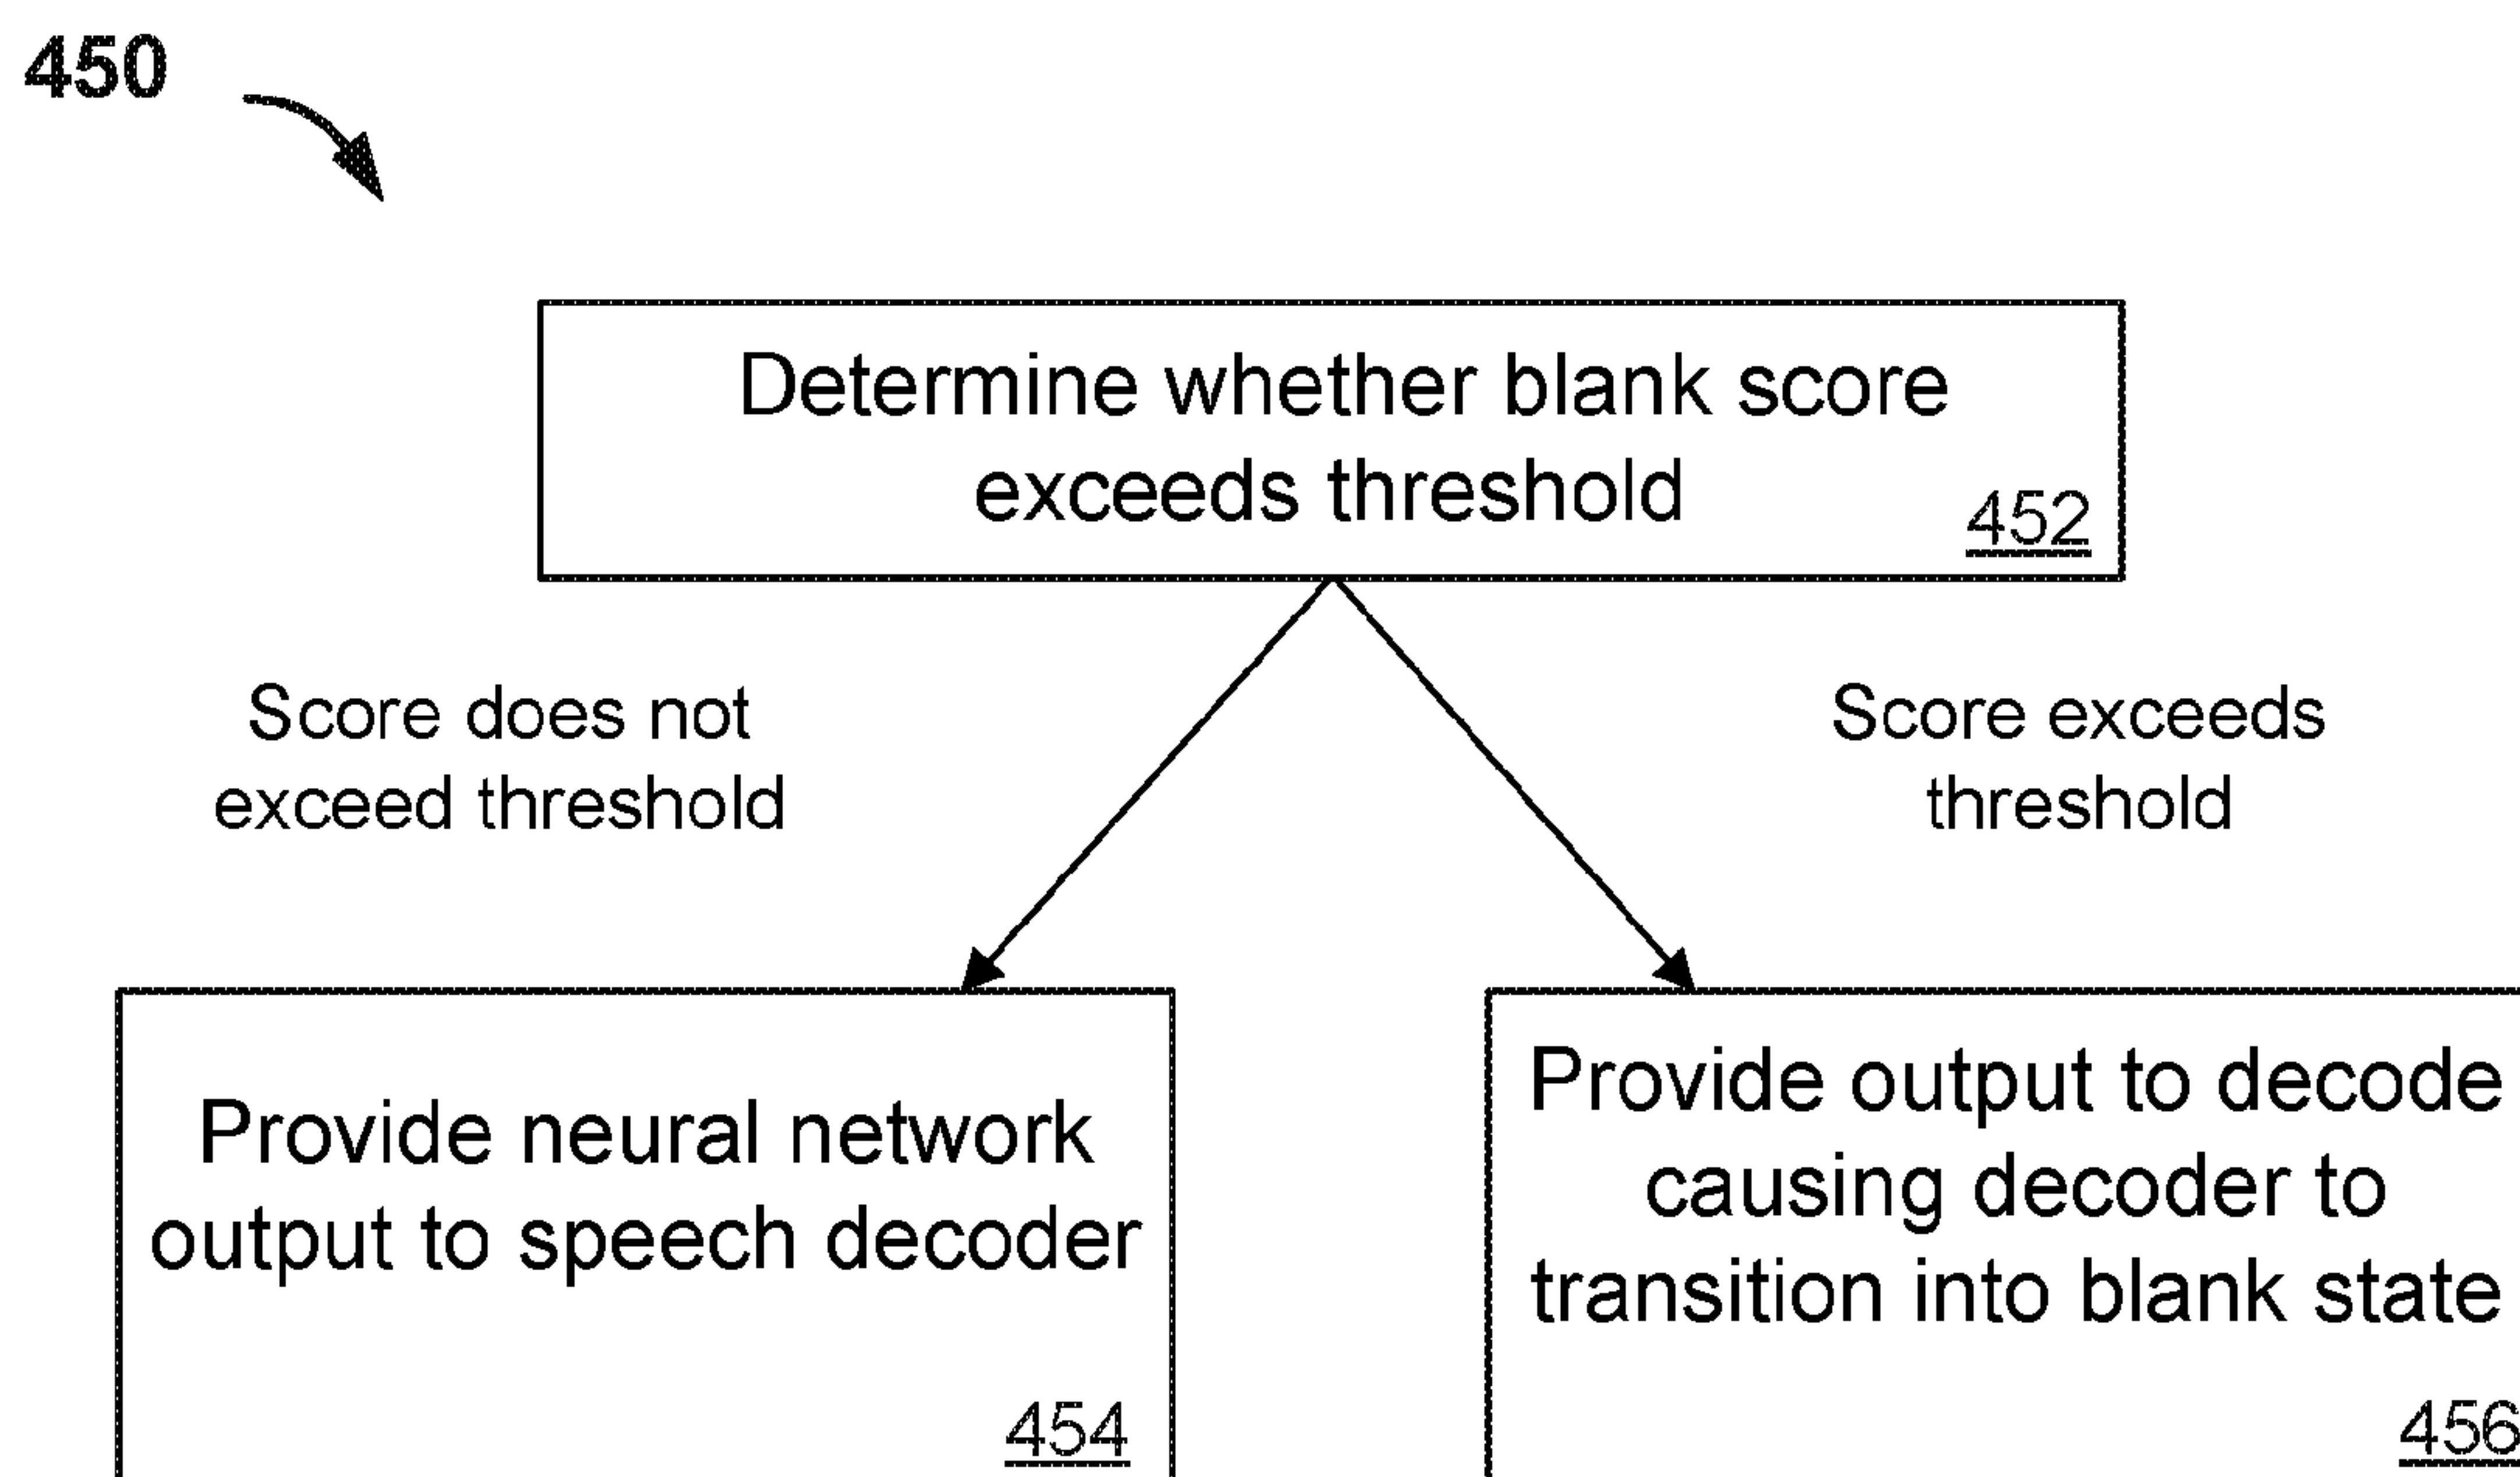 450
Determine whether blank score
exceeds threshold
452
Score does not
exceed threshold
Score exceeds
threshold
Provide neural network
output to speech decoder
454
Provide output to decode
causing decoder to
transition into blank state
456